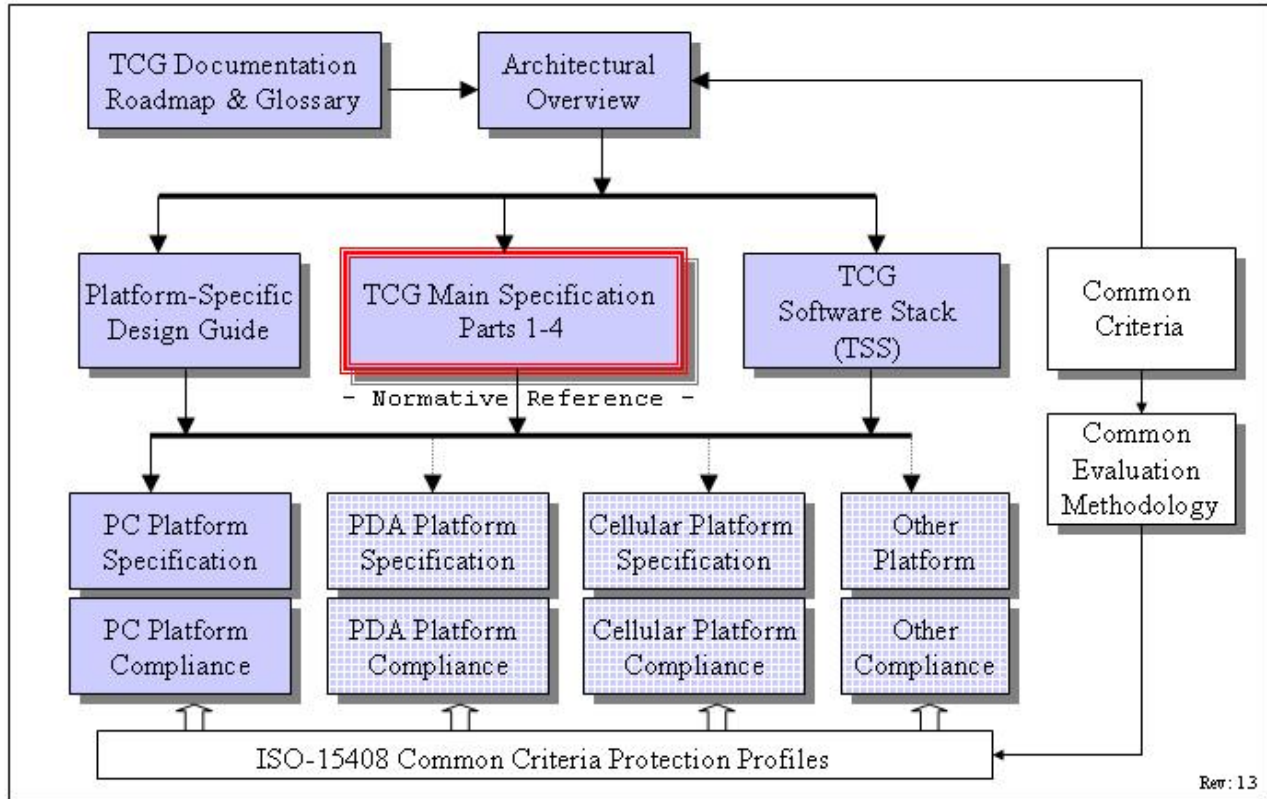 TCG Documentation
Roadmap & Glossary
Architectural
Overview
Platform-Specific
Design Guide
TCG Main Specification
Parts 1-4
TCG
Software Stack
(TSS)
Common
Criteria
- Normative Reference -
Common
Evaluation
Methodology
PC Platform
Specification
PDA Platform
Specification
Cellular Platform
Specification
Other
Platform
PC Platform
Compliance
PDA Platform
Compliance
Cellular Platform
Compliance
Other
Compliance
ISO-15408 Common Criteria Protection Profiles
Rev: 1.3